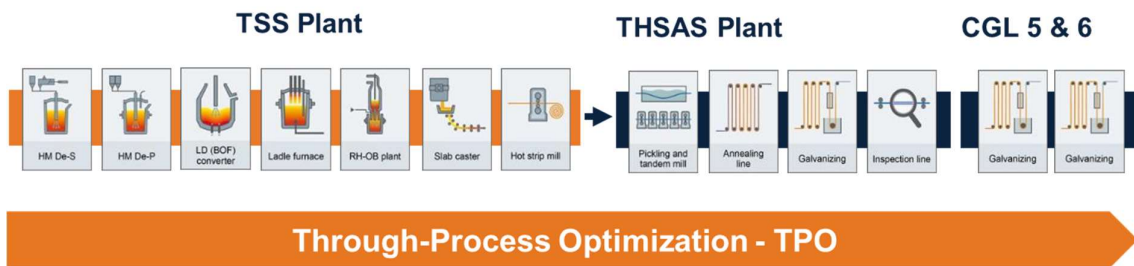 TSS Plant
THSAS Plant
CGL 5 & 6
HM De-S
HM De-P
LD (BOF)
converter
Ladle furnace
RH-OB plant
Slab caster
Hot strip mill
Pickling and
tandem mill
Annealing
line
Galvanizing
Inspection line
Galvanizing
Galvanizing
Through-Process Optimization - TPO